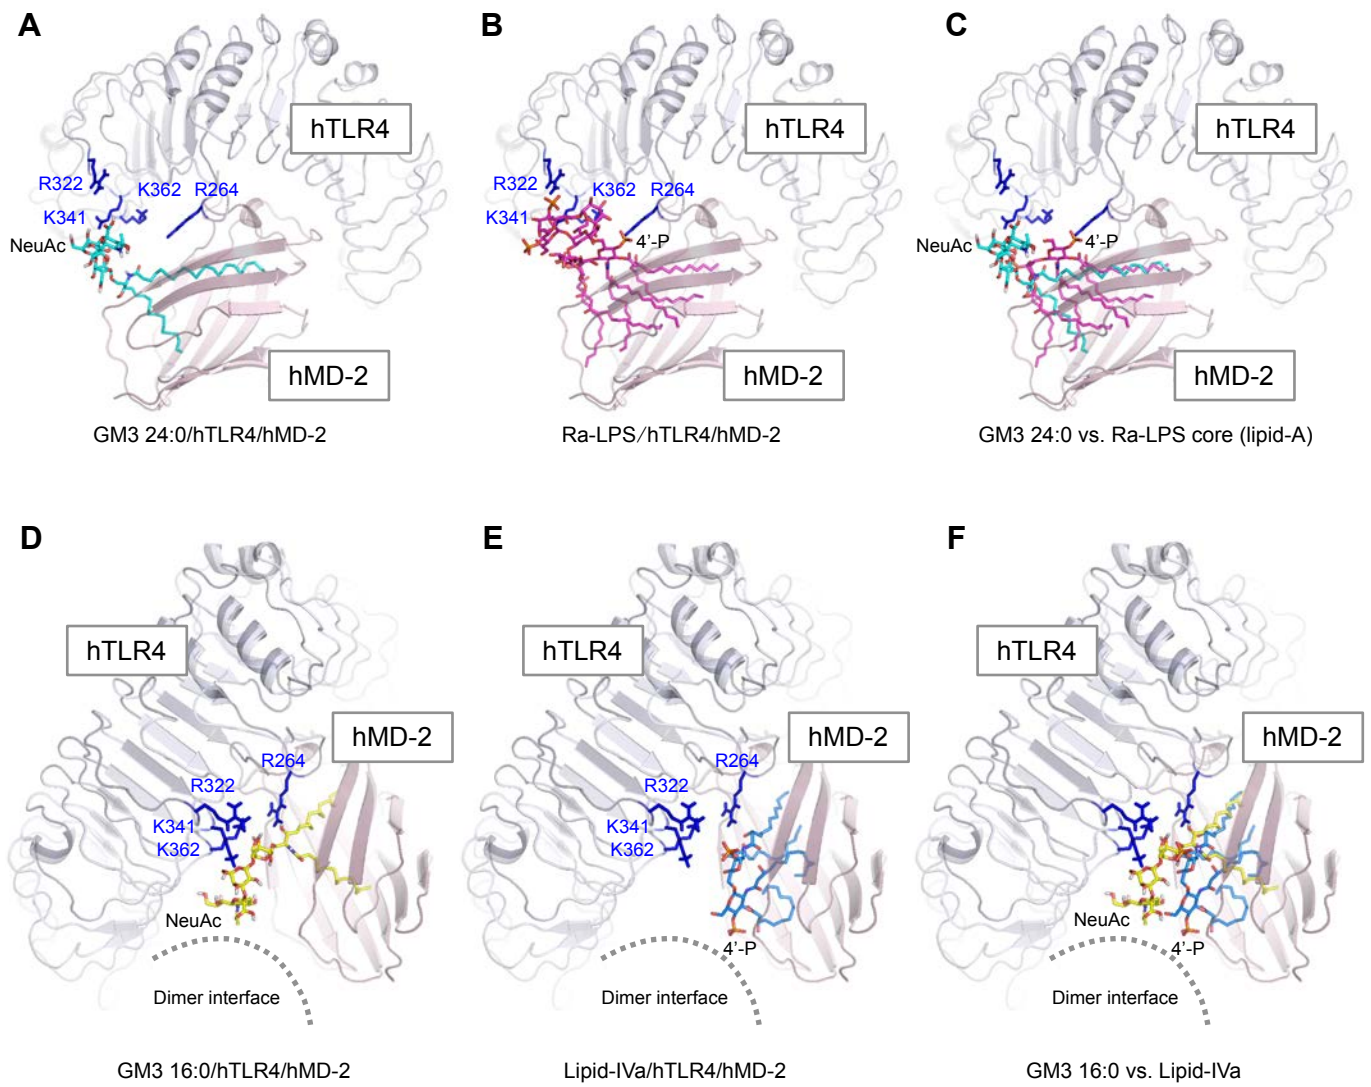 A
hTLR4
R322
K362
R264
K341
NeuAc
hMD-2
GM3 24:0/hTLR4/hMD-2
B
hTLR4
R322
K362
R264
K341
4’-P
hMD-2
Ra-LPS/hTLR4/hMD-2
C
hTLR4
NeuAc
4’-P
hMD-2
GM3 24:0 vs. Ra-LPS core (lipid-A)
D
hTLR4
hMD-2
R264
R322
K341
K362
NeuAc
Dimer interface
GM3 16:0/hTLR4/hMD-2
E
hTLR4
hMD-2
R264
R322
K341
K362
4’-P
Dimer interface
Lipid-IVa/hTLR4/hMD-2
F
hTLR4
hMD-2
NeuAc
4’-P
Dimer interface
GM3 16:0 vs. Lipid-IVa